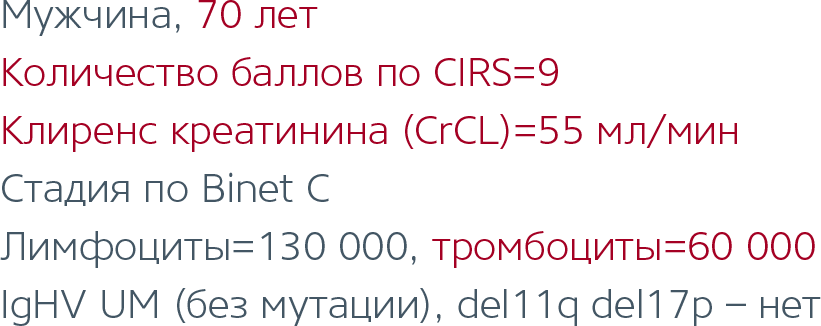 Мужчина, 70 лет
Количество баллов по CIRS=9
Клиренс креатинина (CrCL)=55 мл/мин
Стадия по Binet C
Лимфоциты=130 000, тромбоциты=60 000
IgHV UM (без мутации), del11q del17p – нет